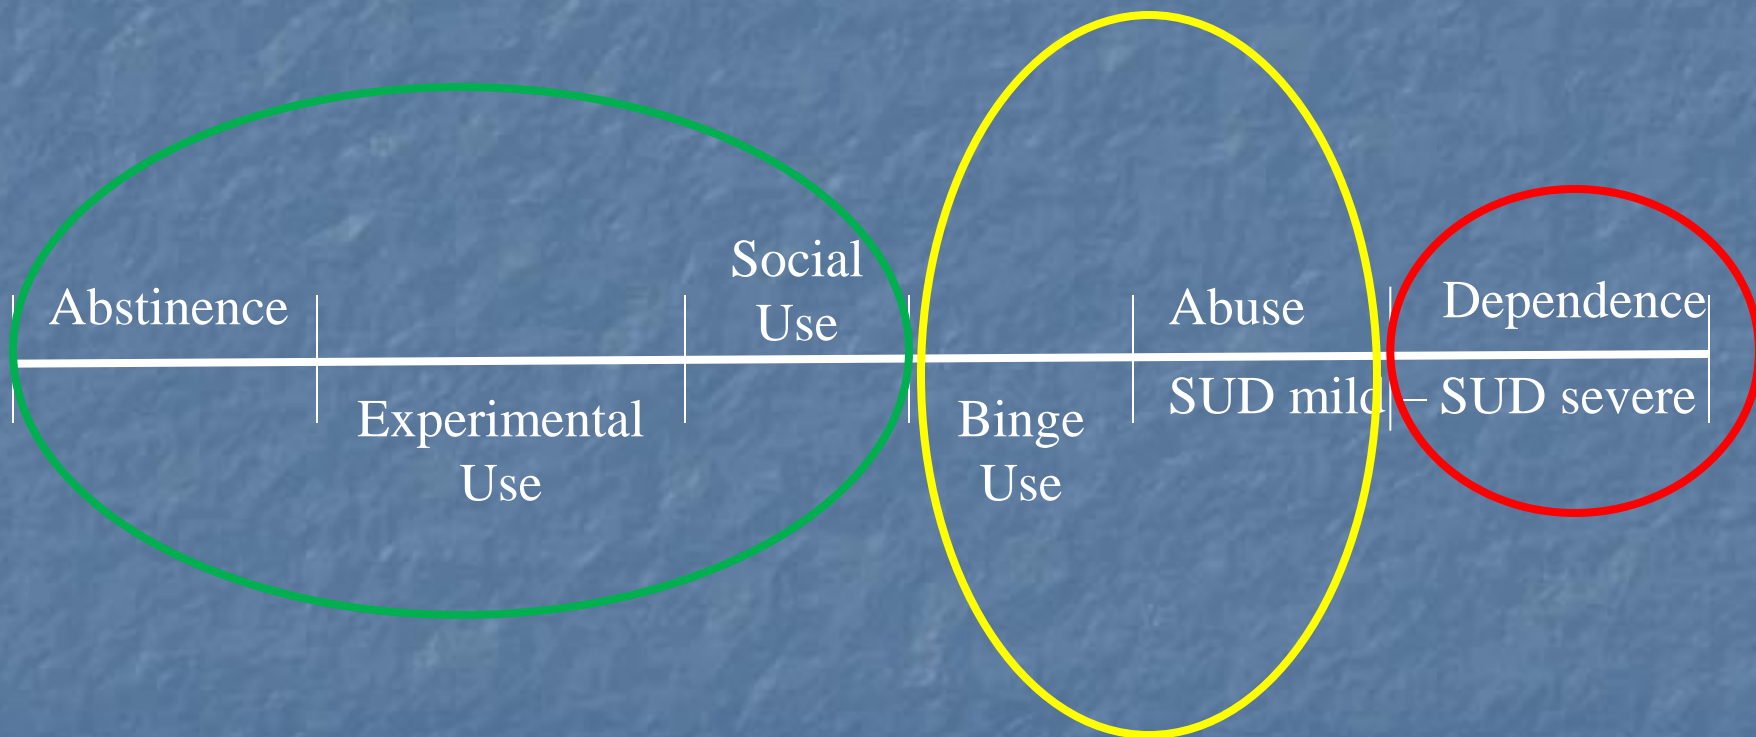 Abstinence
Experimental
Use
Social
Use
Binge
Use
Abuse
Dependence
SUD mild – SUD severe